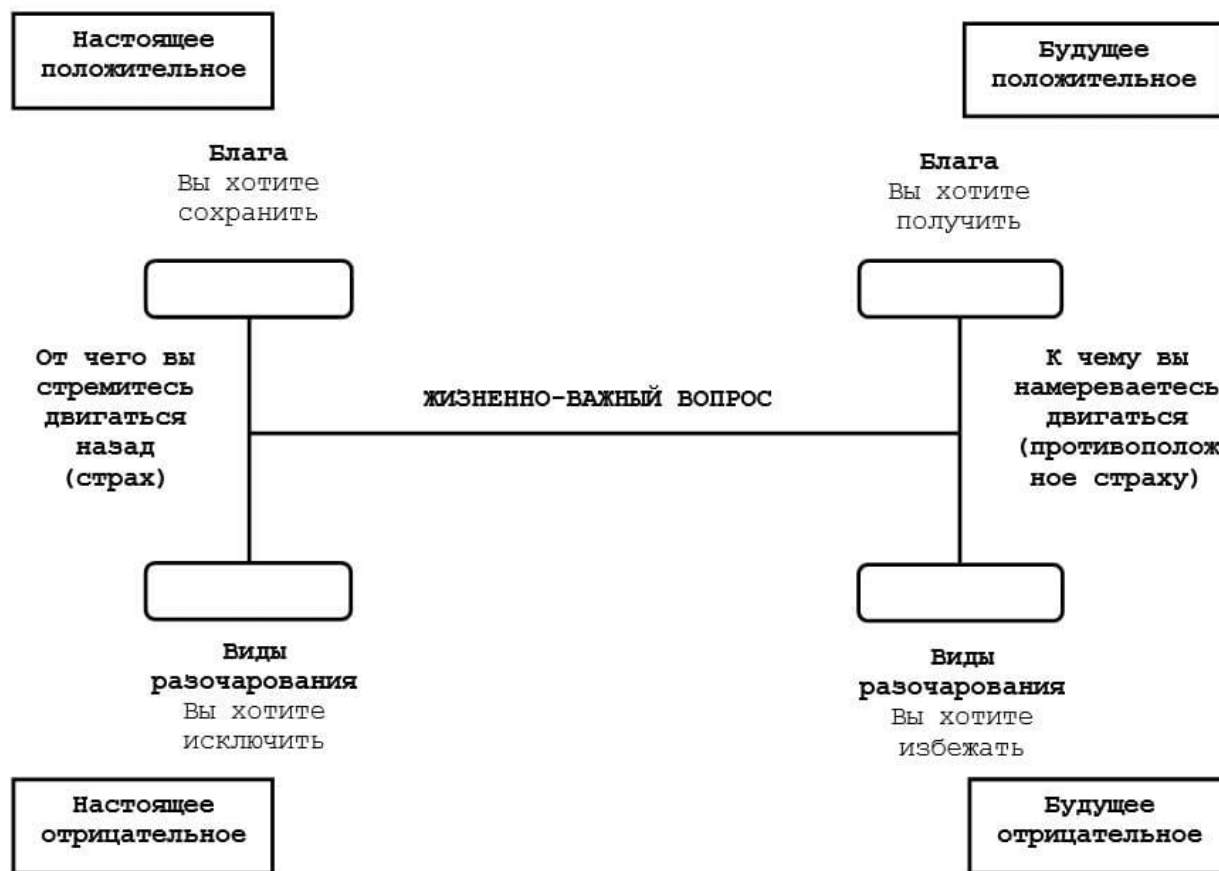 Настоящее
положительное
Будущее
положительное
Блага
Вы хотите
сохранить
Блага
Вы хотите
получить
От чего вы
стремитесь
двигаться
назад
(страх)
ЖИЗНЕННО-ВАЖНЫЙ ВОПРОС
К чему вы
намереваетесь
двигаться
(противополож
ное страху)
Виды
разочарования
Вы хотите
исключить
Виды
разочарования
Вы хотите
избежать
Настоящее
отрицательное
Будущее
отрицательное